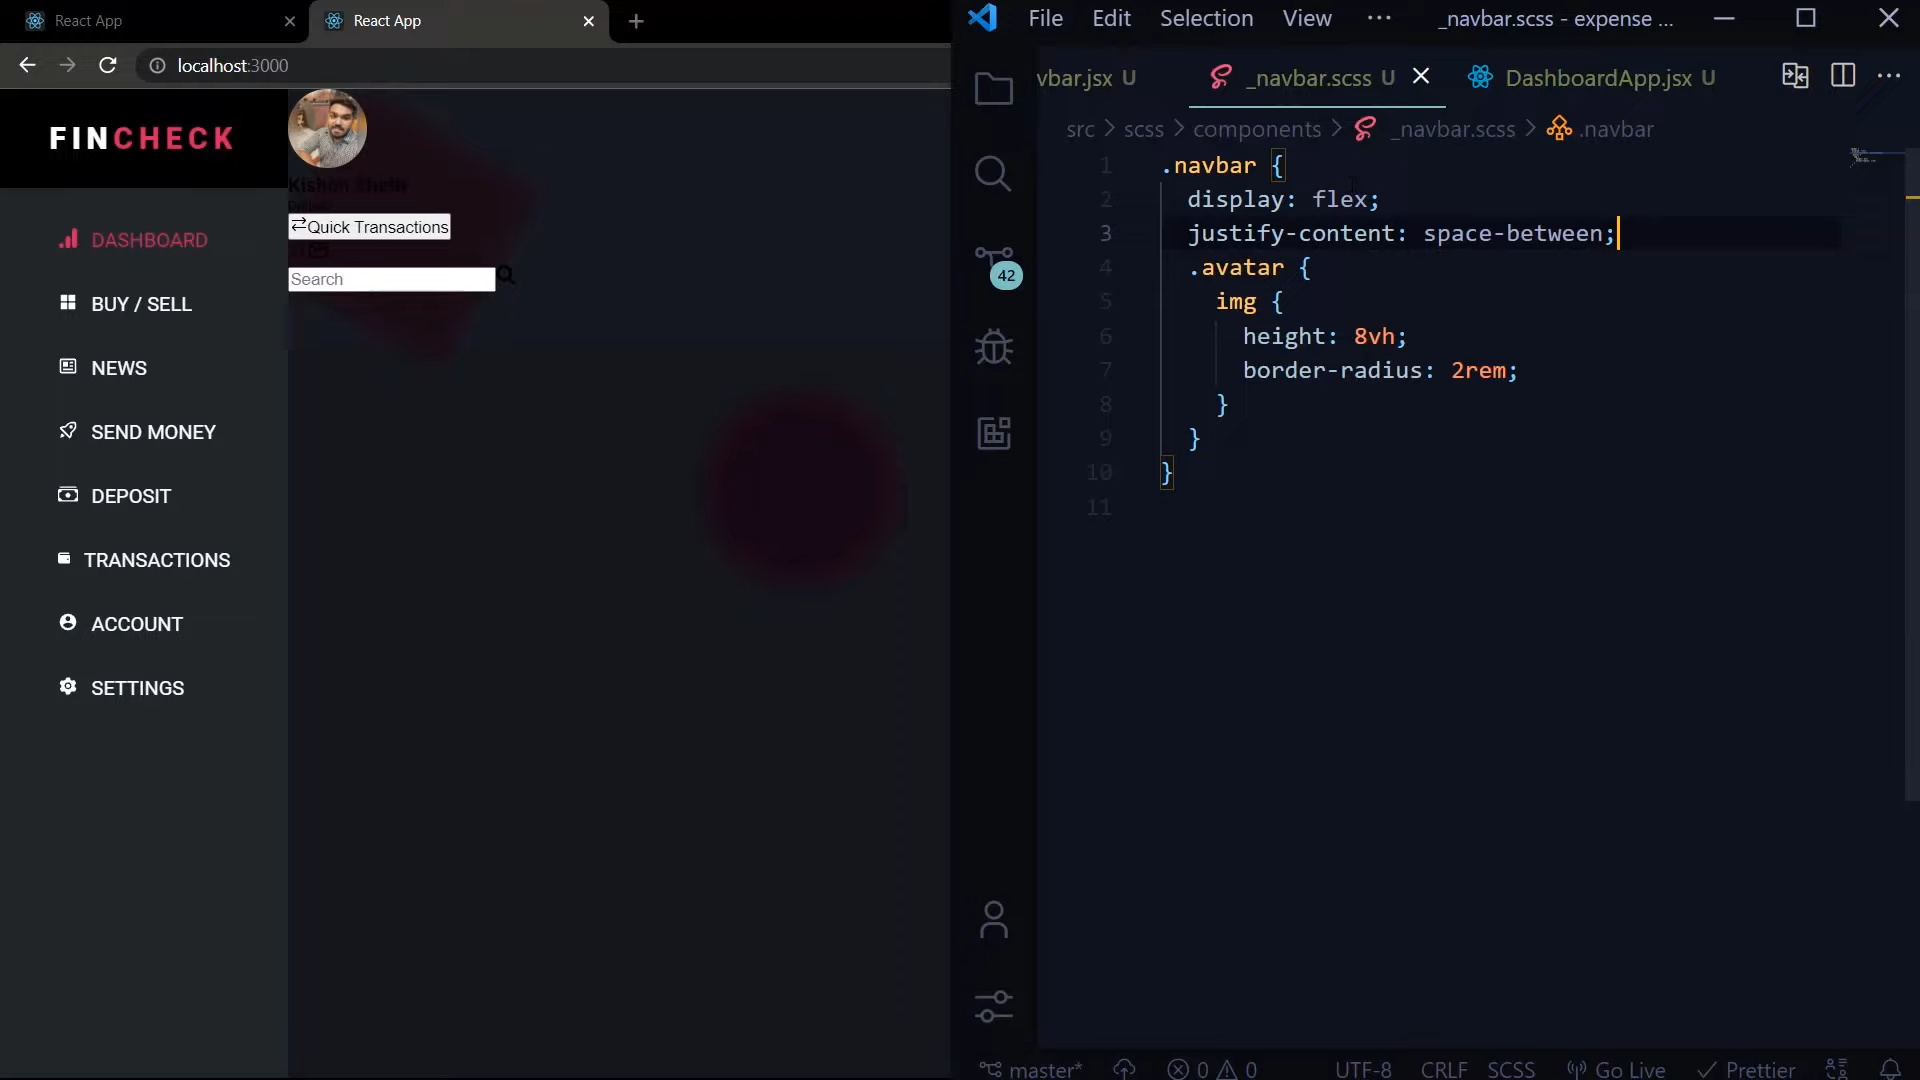 React App
React App
localhost:3000
FINCHECK
DASHBOARD
BUY / SELL
NEWS
SEND MONEY
DEPOSIT
TRANSACTIONS
ACCOUNT
SETTINGS
Quick Transactions
Search
File Edit Selection View ··· _navbar.scss - expense ...
vbar.jsx U _navbar.scss U DashboardApp.jsx U
src > scss > components > _navbar.scss > .navbar
42
1 .navbar {
2 display: flex;
3 justify-content: space-between;
4 .avatar {
5 img {
6 height: 8vh;
7 border-radius: 2rem;
8 }
9 }
10 }
11
master* 0 0 UTF-8 CRLF SCSS Go Live Prettier